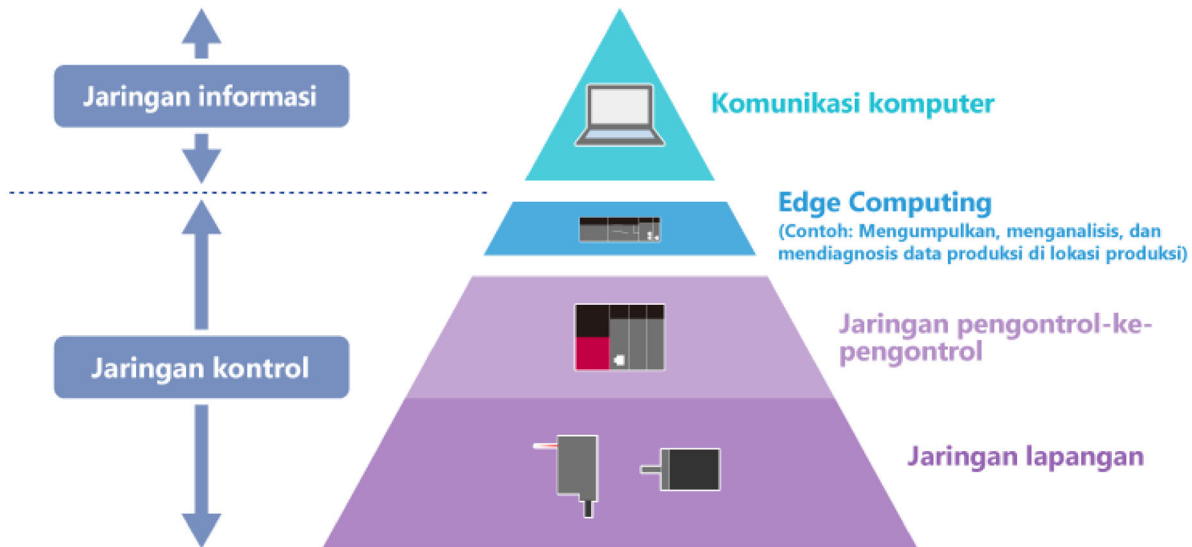 Jaringan informasi
Komunikasi komputer
Edge Computing
(Contoh: Mengumpulkan, menganalisis, dan
mendiagnosis data produksi di lokasi produksi)
Jaringan pengontrol-ke-
pengontrol
Jaringan kontrol
Jaringan lapangan